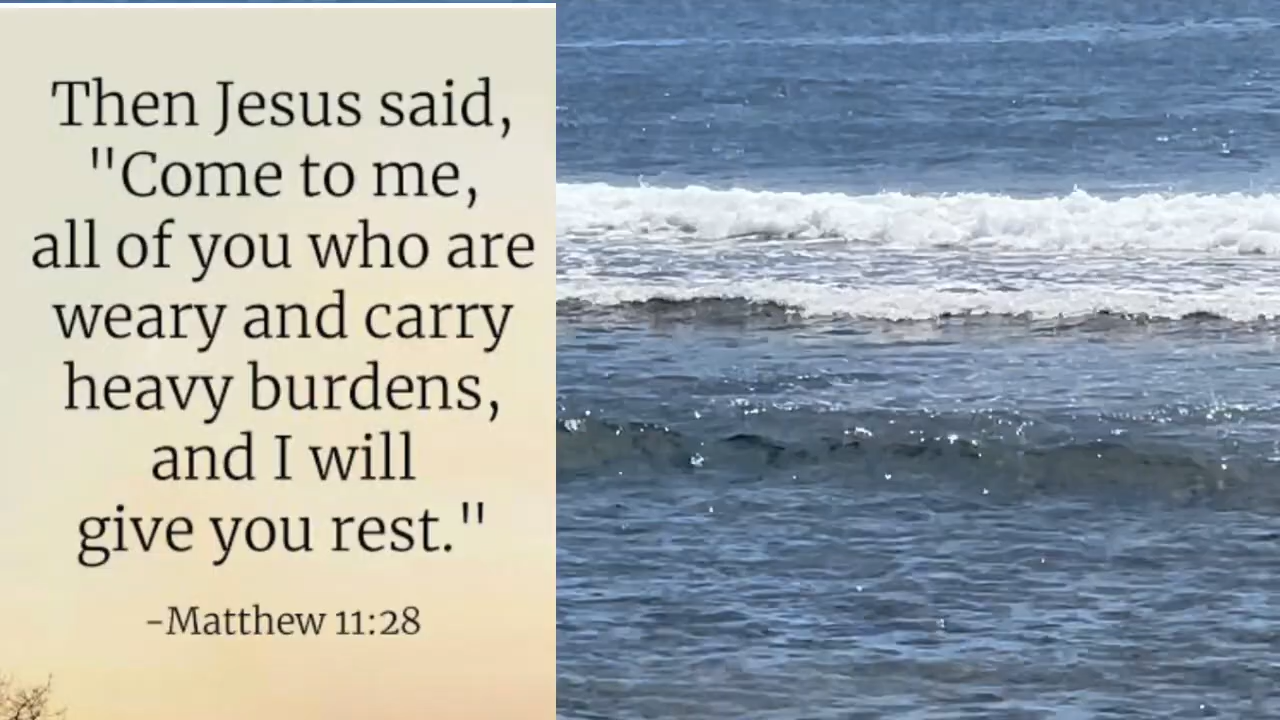 Then Jesus said,
"Come to me,
all of you who are
weary and carry
heavy burdens,
and I will
give you rest."
-Matthew 11:28